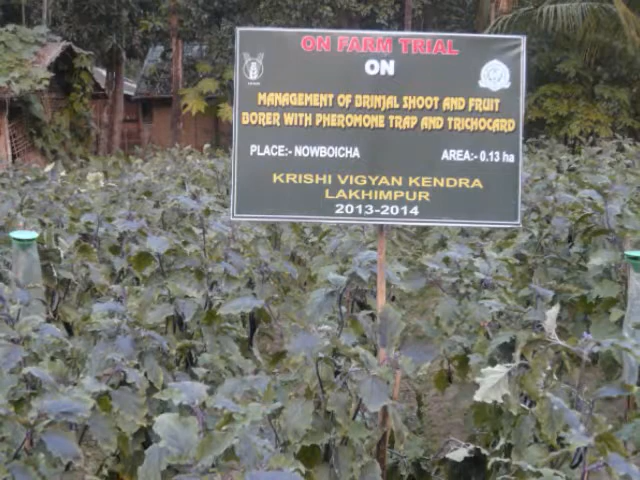 ON FARM TRIAL
ON
MANAGEMENT OF BRINJAL SHOOT AND FRUIT
BORER WITH PHEROMONE TRAP AND TRICHOCARD
PLACE:- NOWBOICHA AREA:- 0.13 ha
KRISHI VIGYAN KENDRA
LAKHIMPUR
2013-2014